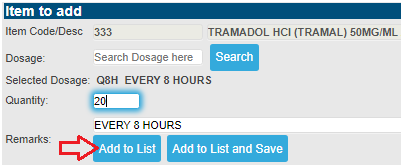 Item to add
Item Code/Desc 333 TRAMADOL HCl (TRAMAL) 50MG/ML
Dosage: Search Dosage here Search
Selected Dosage: Q8H EVERY 8 HOURS
Quantity: 20
EVERY 8 HOURS
Remarks:
Add to List Add to List and Save